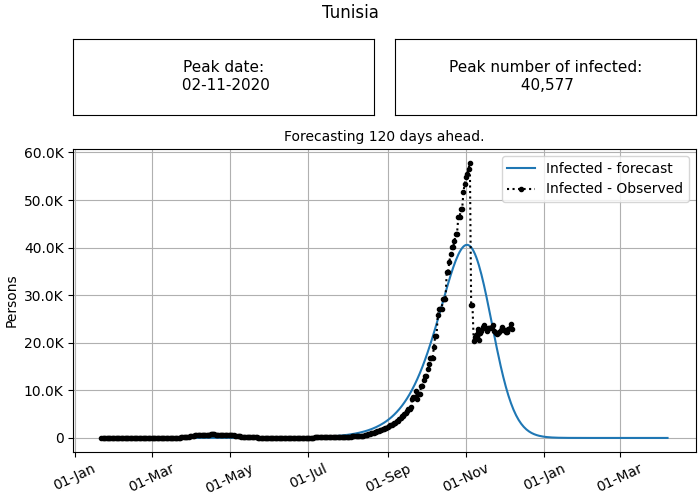 Tunisia
Peak date:
02-11-2020
Peak number of infected:
40,577
Forecasting 120 days ahead.
60.0K
50.0K
40.0K
30.0K
20.0K
10.0K
0
Persons
Infected - forecast
Infected - Observed
01-Jan
01-Mar
01-May
01-Jul
01-Sep
01-Nov
01-Jan
01-Mar